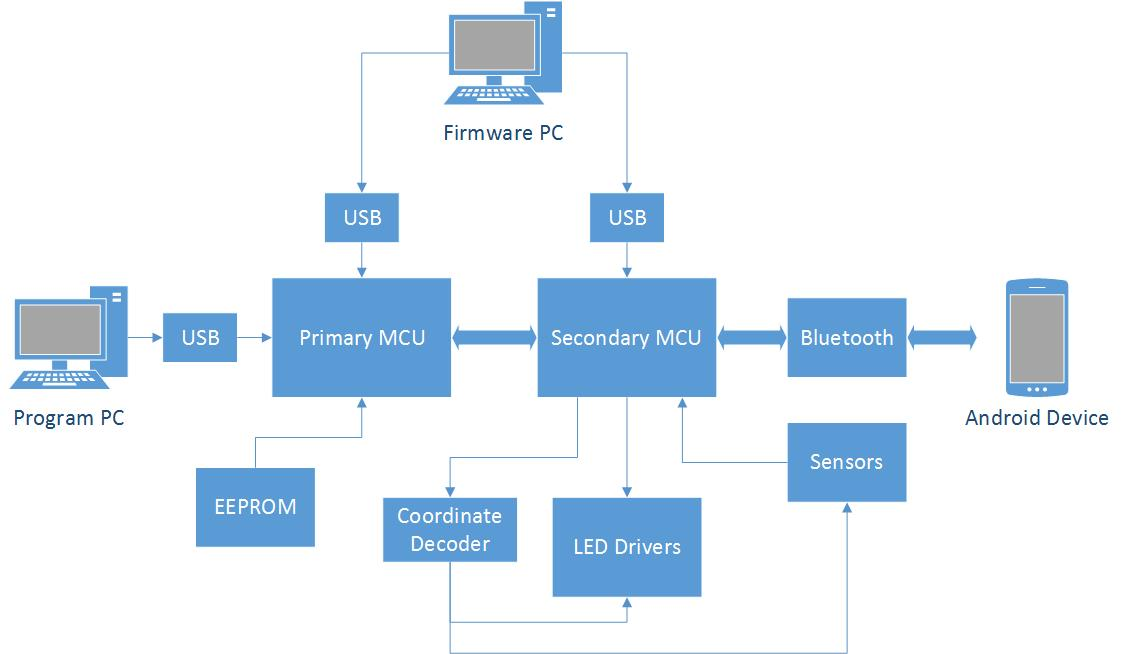 Firmware PC
USB
USB
Program PC
USB
Primary MCU
Secondary MCU
Bluetooth
Android Device
EEPROM
Coordinate
Decoder
LED Drivers
Sensors